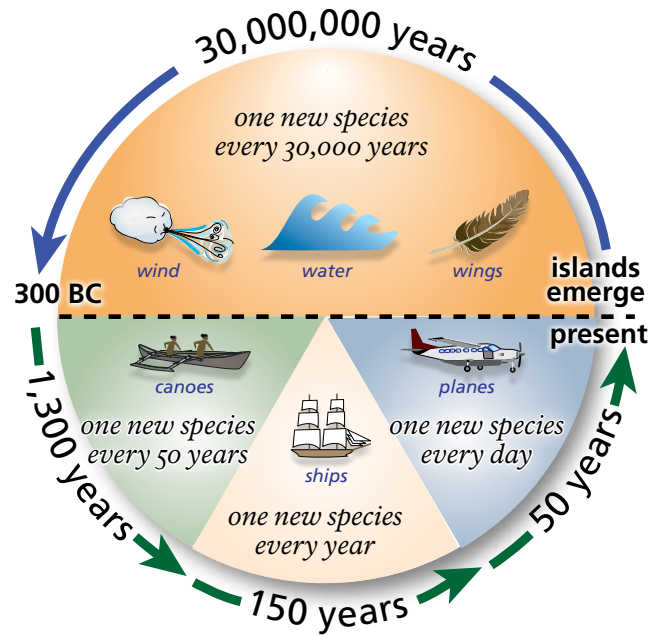 30,000,000 years
one new species
every 30,000 years
wind
water
wings
300 BC
islands
emerge
present
canoes
planes
one new species
every 50 years
one new species
every day
ships
one new species
every year
1,300 years
150 years
50 years